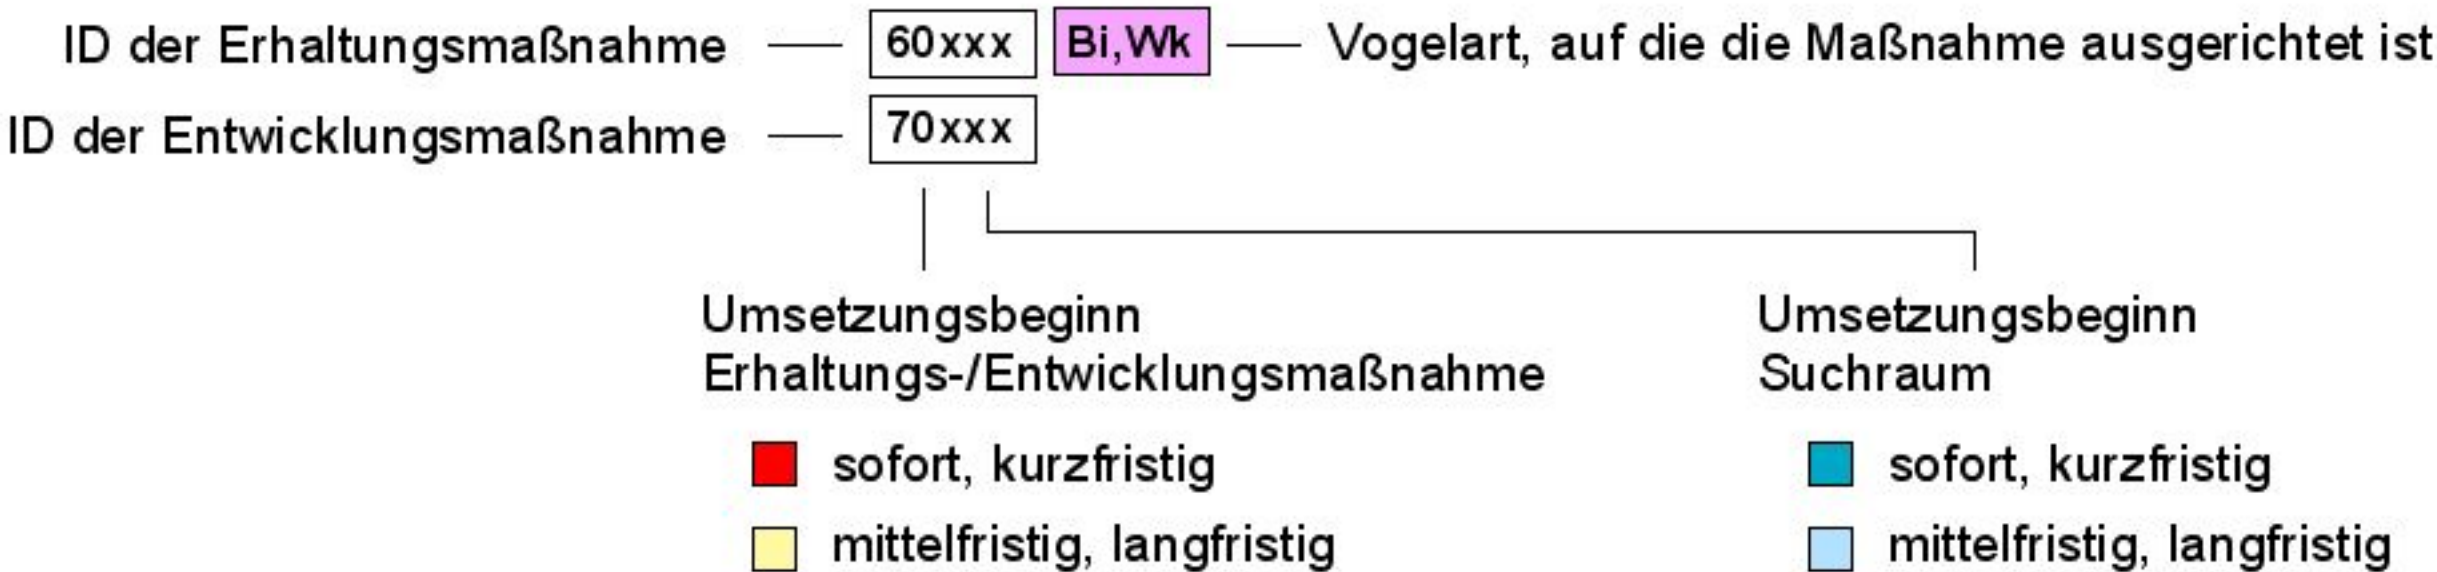 ID der Erhaltungsmaßnahme 60xxx Bi,Wk Vogelart, auf die die Maßnahme ausgerichtet ist
ID der Entwicklungsmaßnahme 70xxx
Umsetzungsbeginn
Erhaltungs-/Entwicklungsmaßnahme
sofort, kurzfristig
mittelfristig, langfristig
Umsetzungsbeginn
Suchraum
sofort, kurzfristig
mittelfristig, langfristig